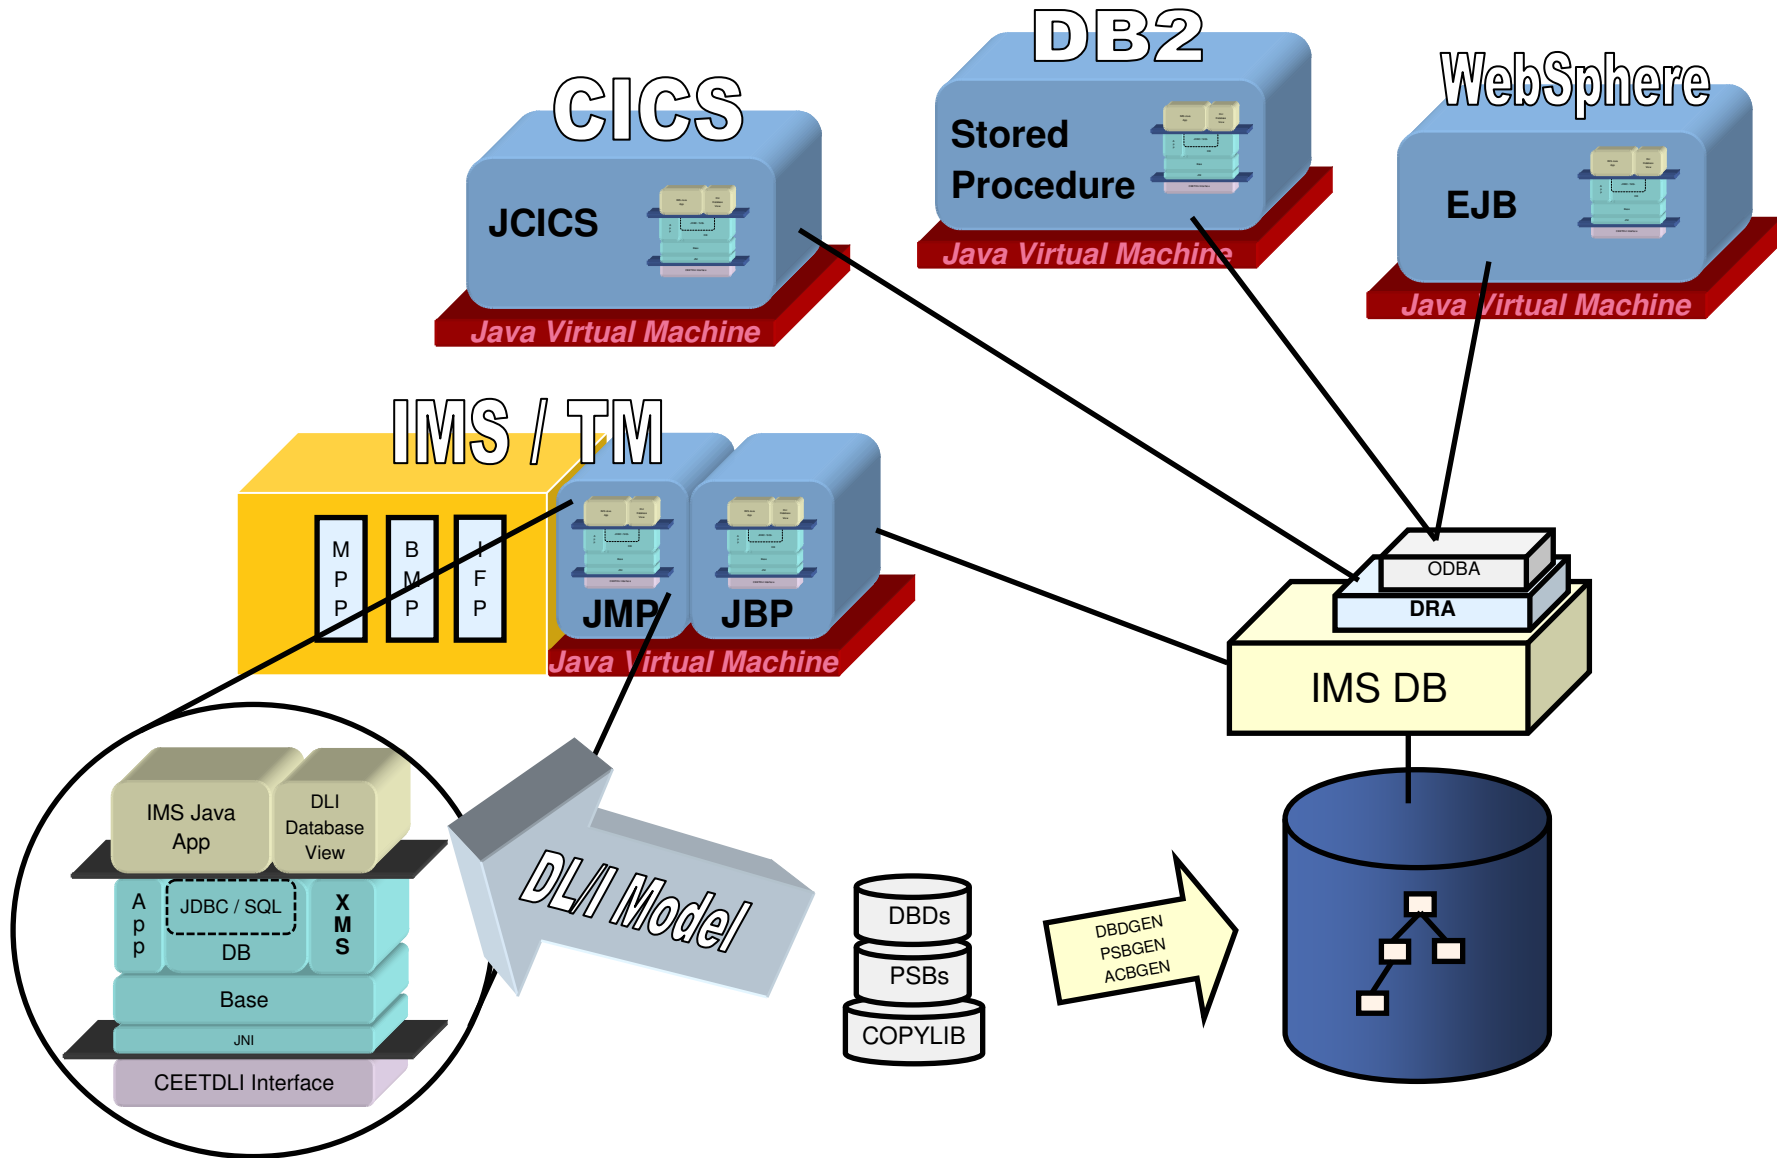 DB2
WebSphere
CICS
Stored
Procedure
EJB
JCICS
Java Virtual Machine
Java Virtual Machine
Java Virtual Machine
IMS / TM
M
P
P
B
M
P
I
F
P
JMP
JBP
Java Virtual Machine
ODBA
DRA
IMS DB
IMS Java
App
DLI
Database
View
A
p
p
JDBC / SQL
DB
X
M
S
Base
JNI
CEETDLI Interface
DL/I Model
DBDs
PSBs
COPYLIB
DBDGEN
PSBGEN
ACBGEN